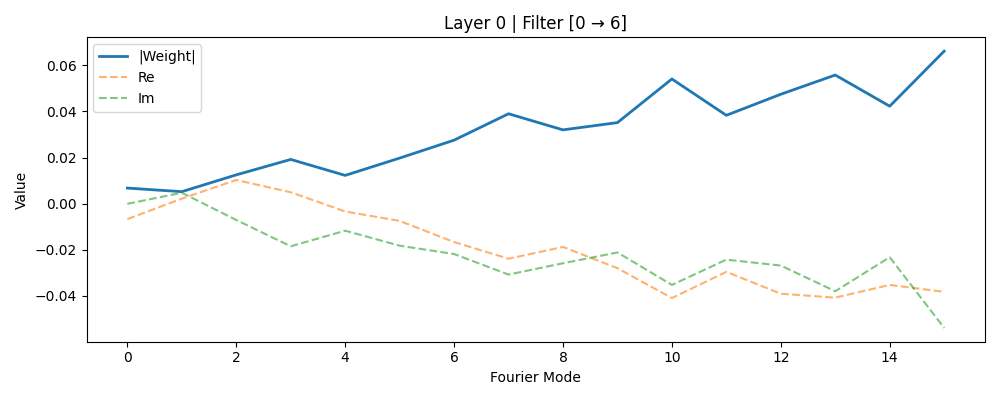 Layer 0 | Filter [0 → 6]
|Weight|
Re
Im
0.06
0.04
0.02
0.00
−0.02
−0.04
Value
0 2 4 6 8 10 12 14
Fourier Mode